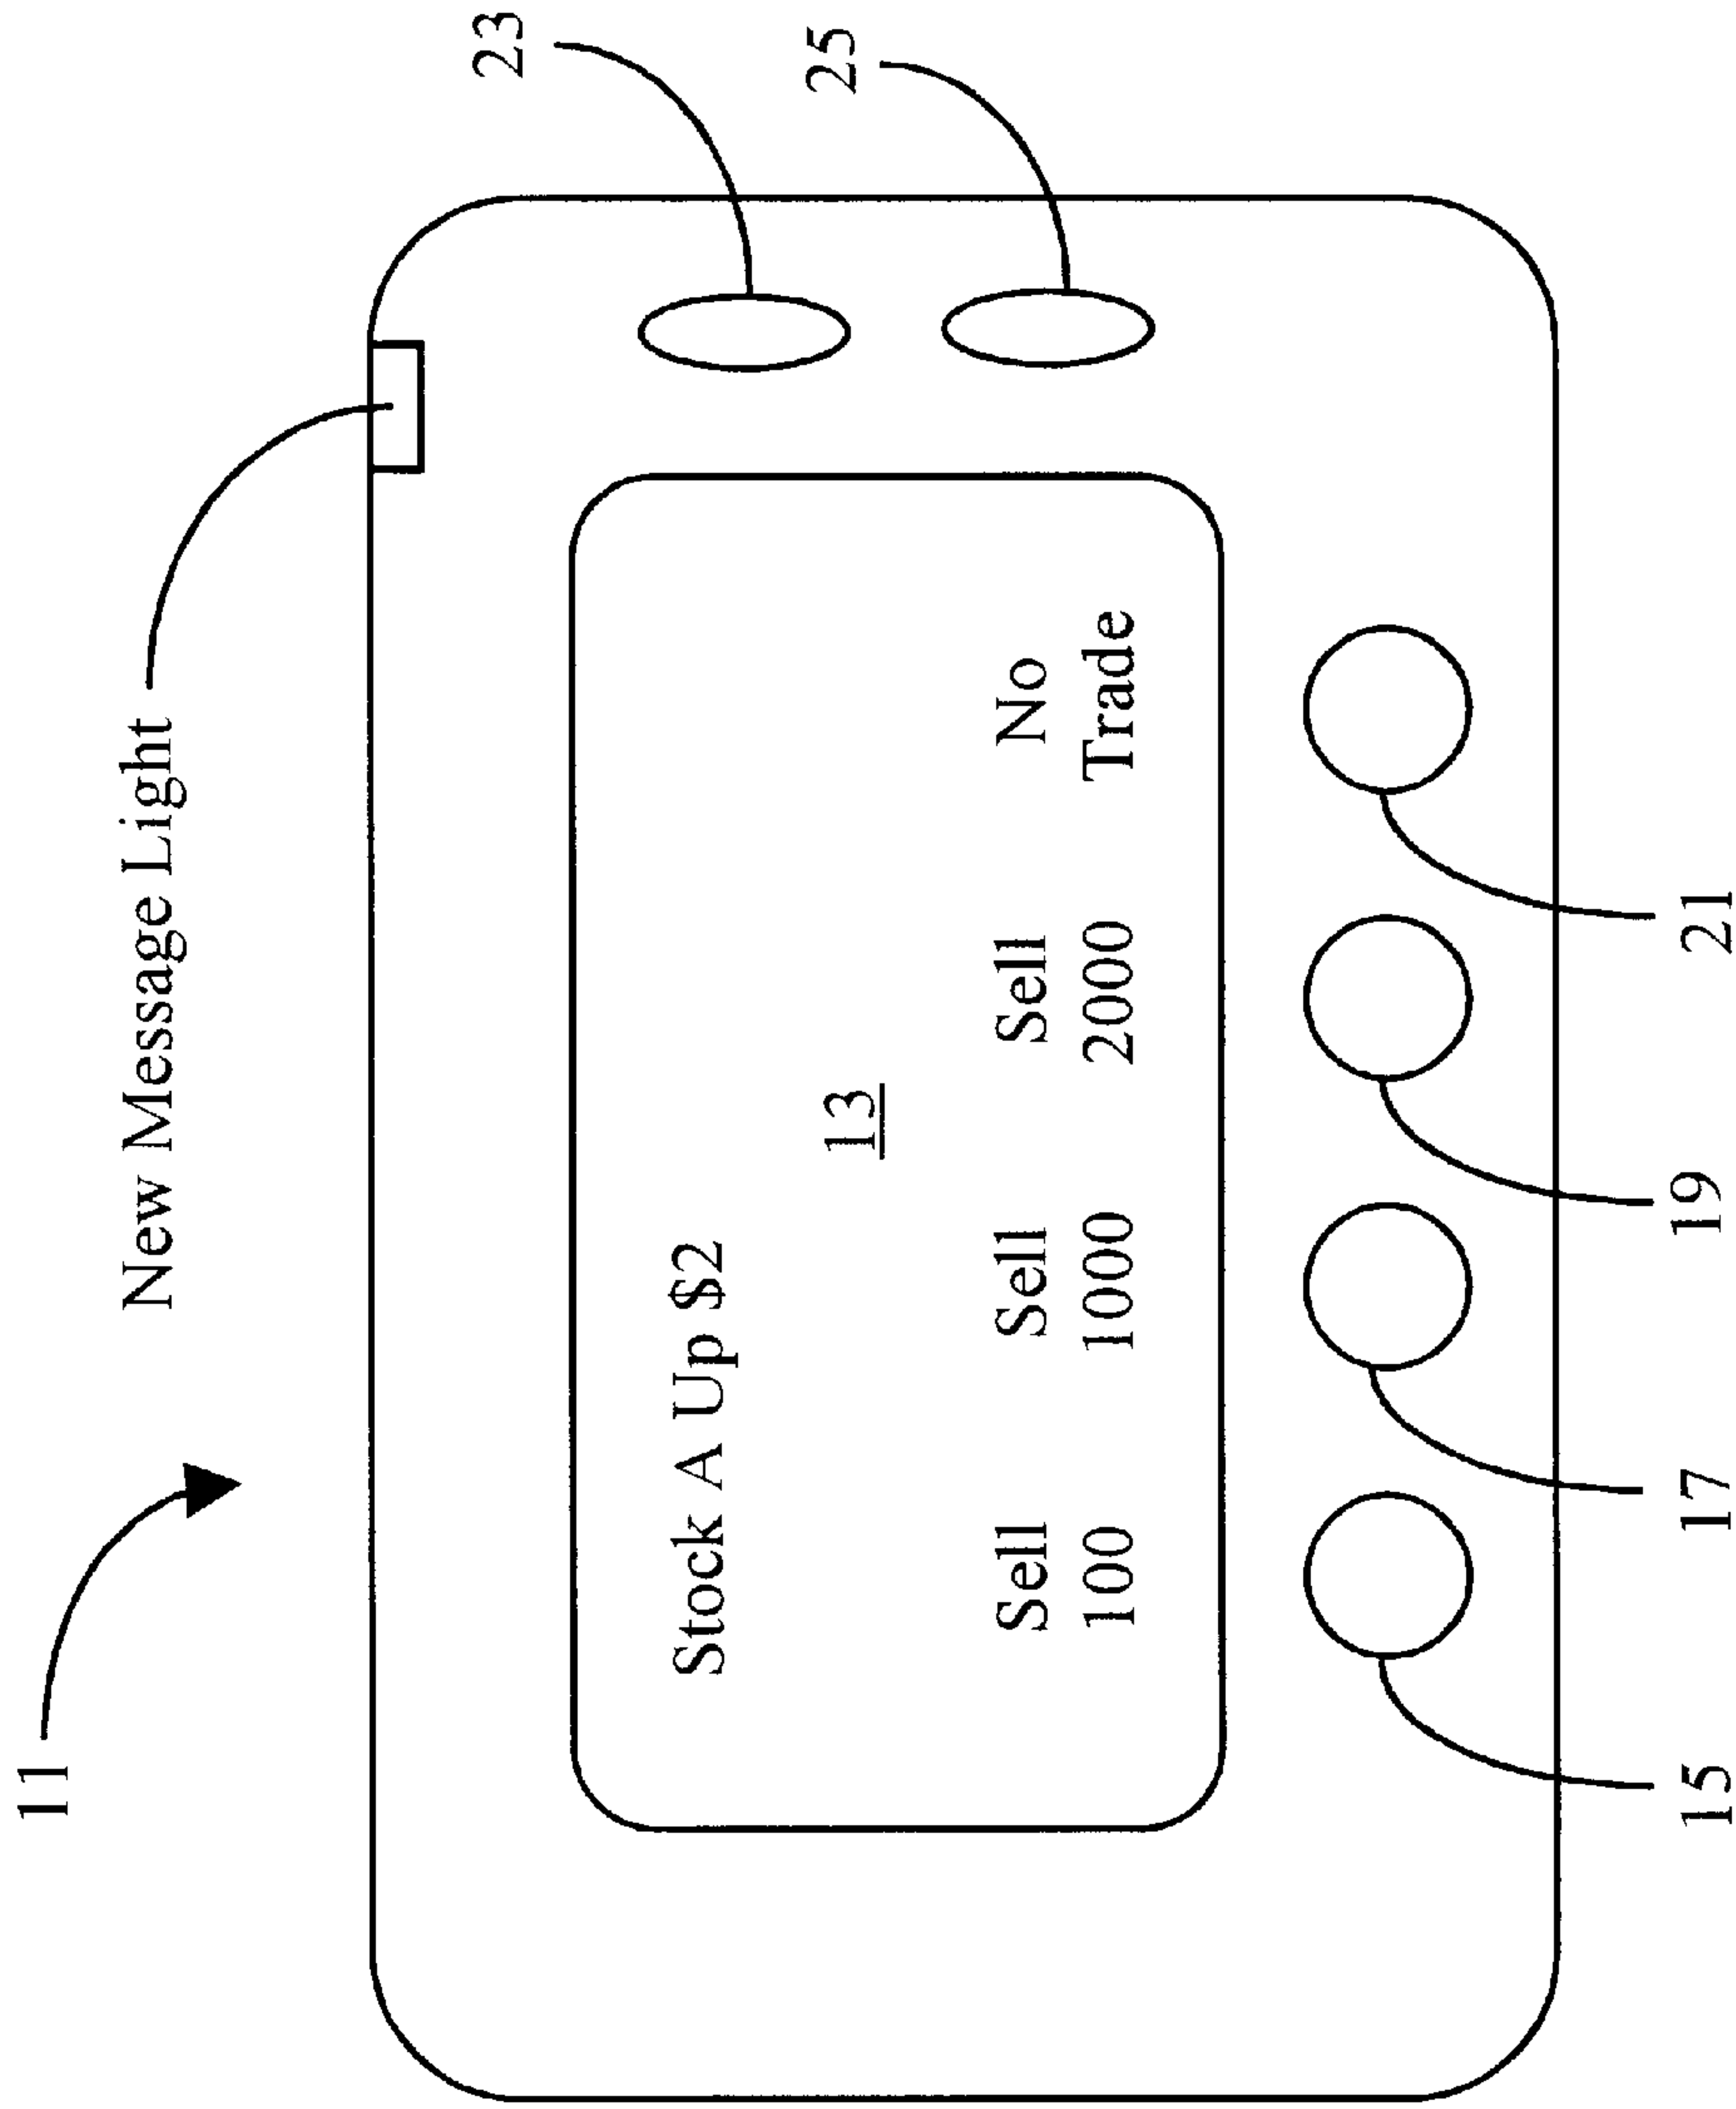 11
New Message Light
23
25
Stock A Up $2
13
Sell Sell Sell No
100 1000 2000 Trade
15 17 19 21